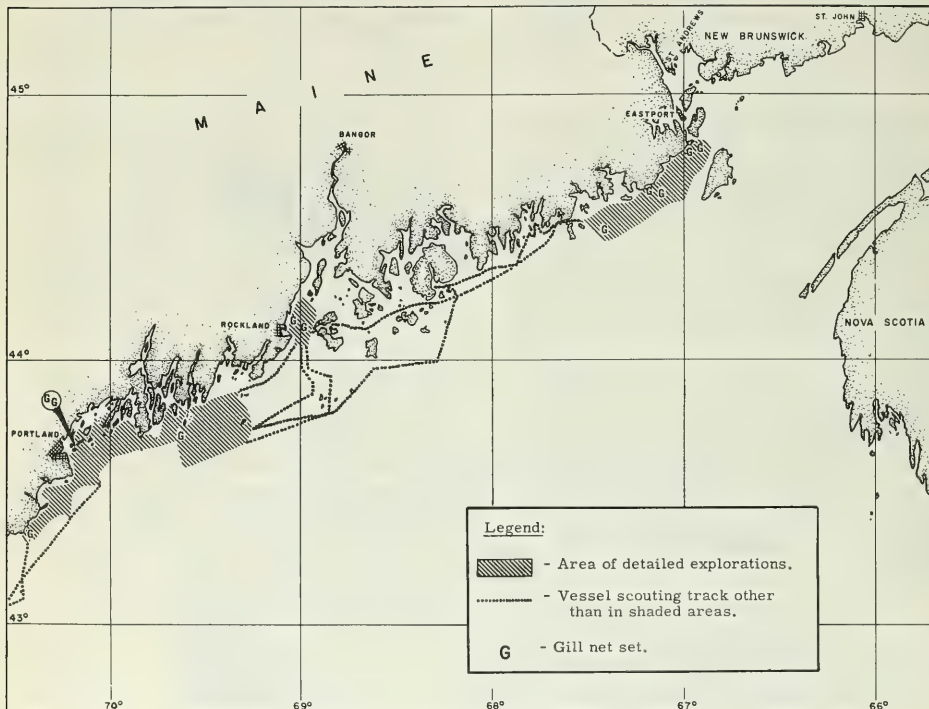 ST. JOHN
NEW BRUNSWICK
ST. ANDREWS
45°
M A I N E
EASTPORT
BANGOR
G G
G G
G
ROCKLAND
G
G
NOVA SCOTIA
44°
GG
PORTLAND
G
G
Legend:
- Area of detailed explorations.
- Vessel scouting track other
than in shaded areas.
43°
G - Gill net set.
70° 69° 68° 67° 66°